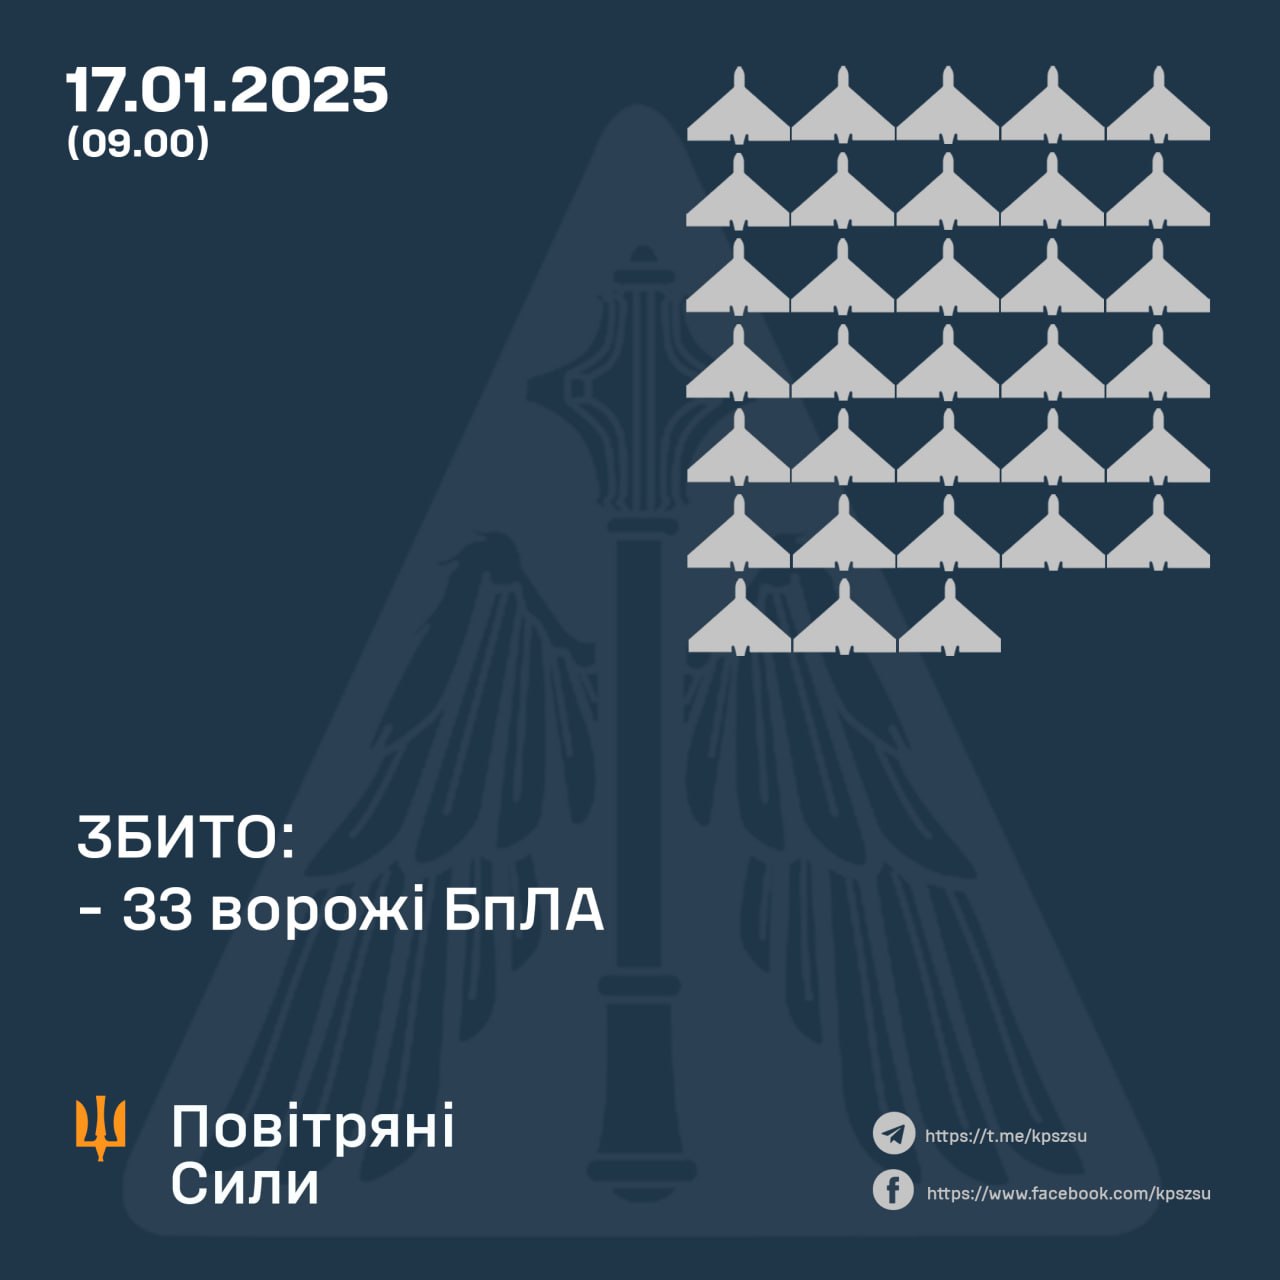 17.01.2025
(09.00)
ЗБИТО:
- 33 ворожі БпЛА
Повітряні
Сили
https://t.me/kpszsu
https://www.facebook.com/kpszsu